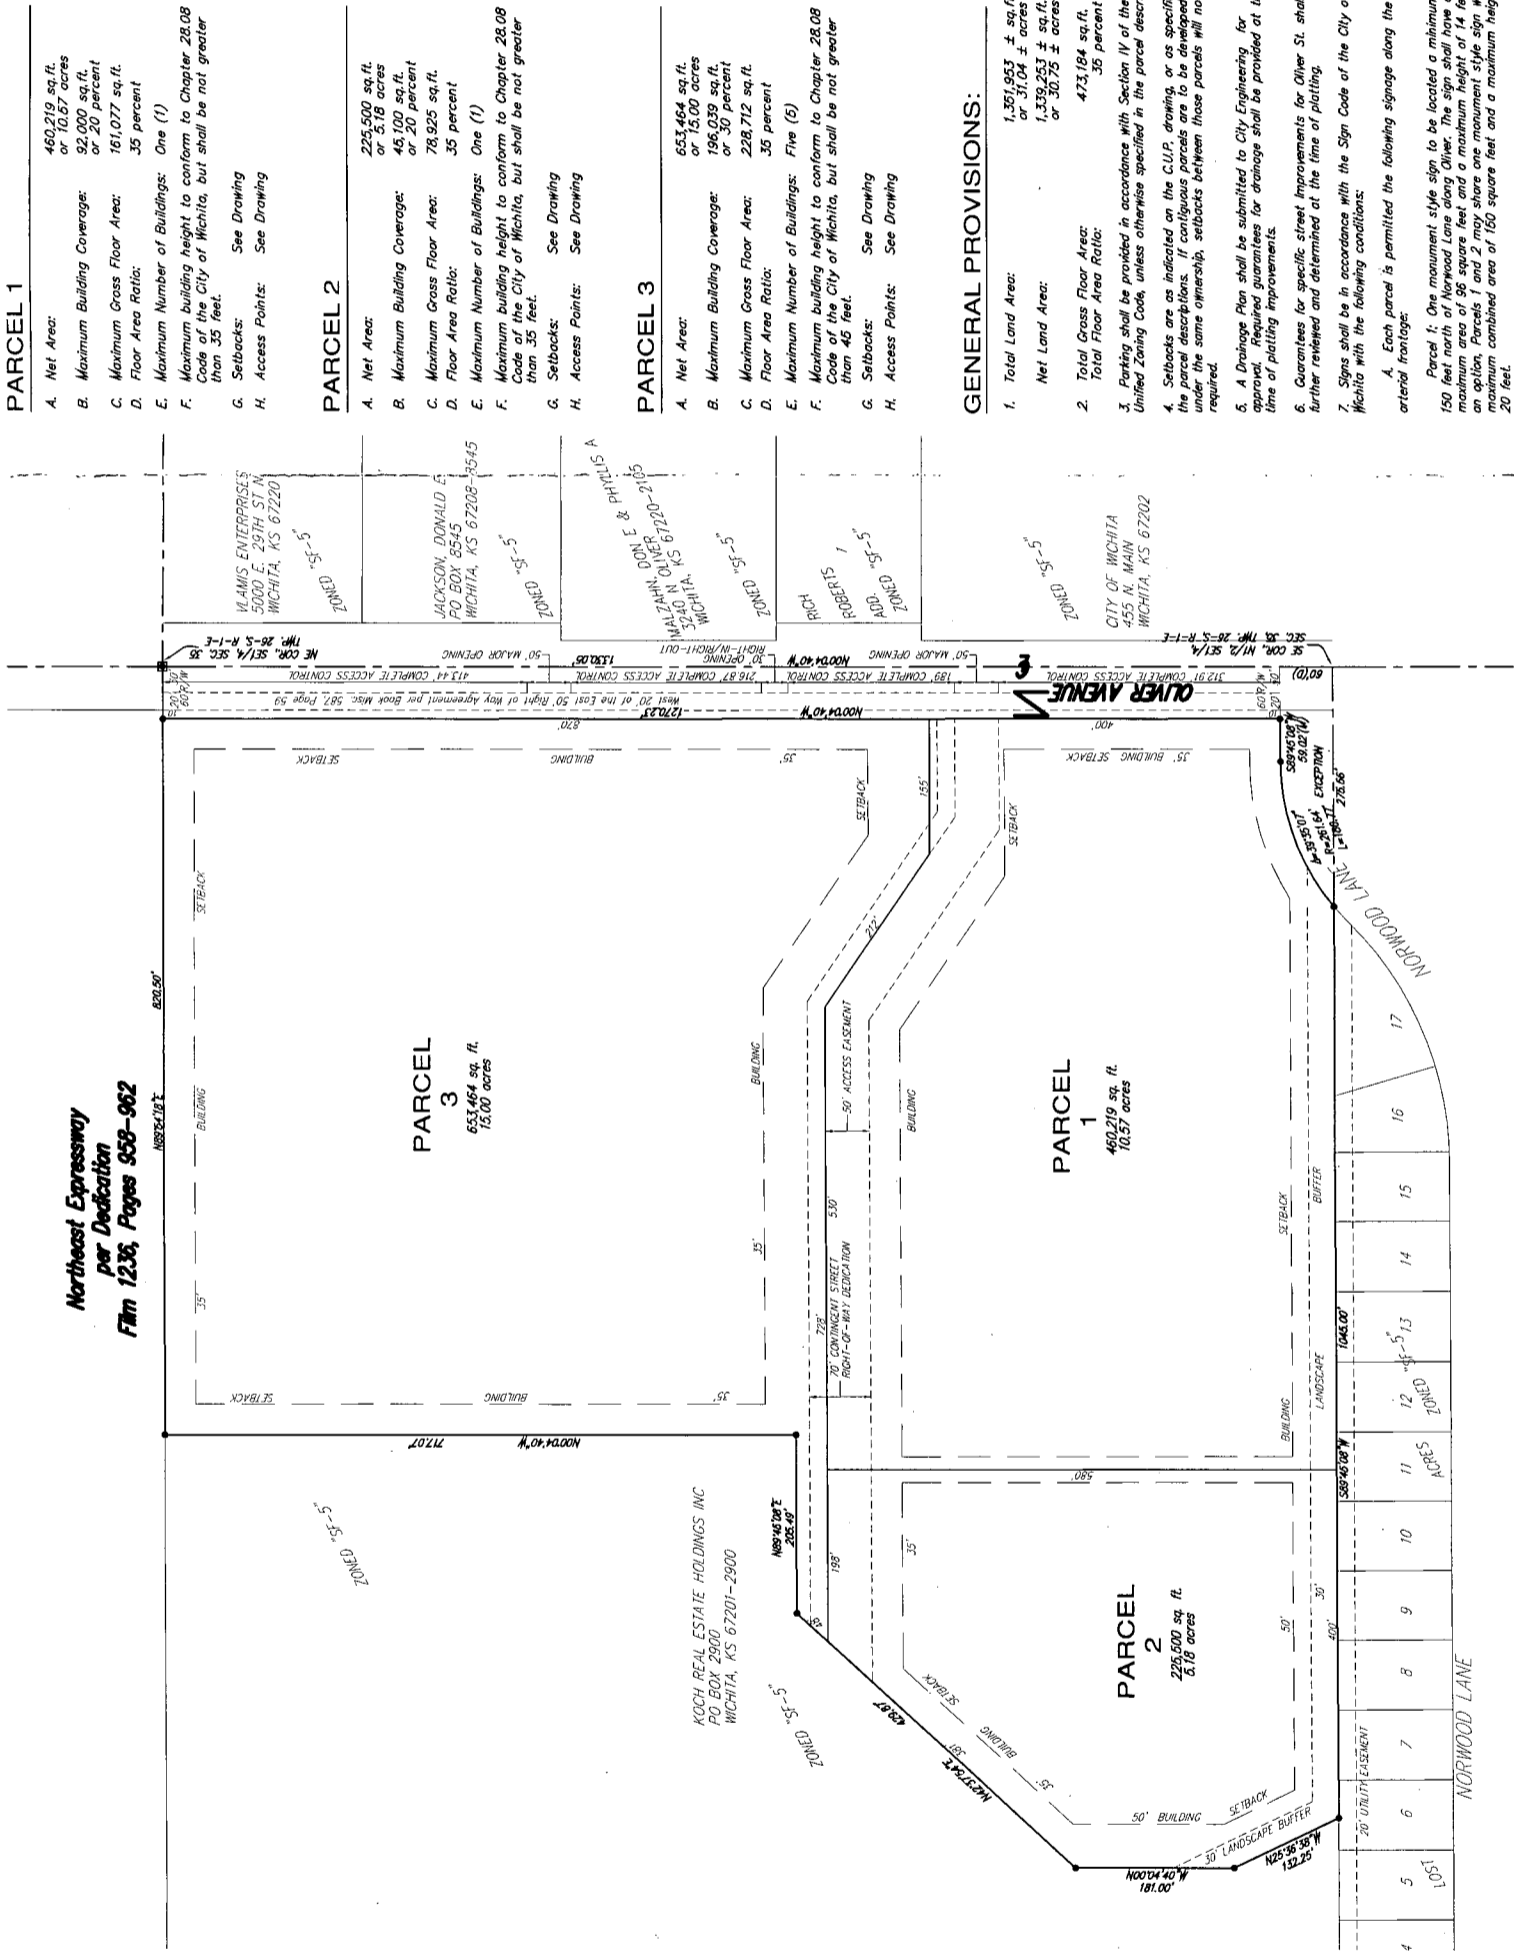 PARCEL 1
A. Net Area: 460,219 sq.ft.
or 10.57 acres
B. Maximum Building Coverage: 92,000 sq.ft.
or 20 percent
C. Maximum Gross Floor Area: 161,077 sq.ft.
D. Floor Area Ratio: 35 percent
E. Maximum Number of Buildings: One (1)
F. Maximum building height to conform to Chapter 28.08
Code of the City of Wichita, but shall be not greater
than 35 feet.
G. Setbacks: See Drawing
H. Access Points: See Drawing
PARCEL 2
A. Net Area: 225,500 sq.ft.
or 5.18 acres
B. Maximum Building Coverage: 45,100 sq.ft.
or 20 percent
C. Maximum Gross Floor Area: 78,925 sq.ft.
D. Floor Area Ratio: 35 percent
E. Maximum Number of Buildings: One (1)
F. Maximum building height to conform to Chapter 28.08
Code of the City of Wichita, but shall be not greater
than 35 feet.
G. Setbacks: See Drawing
H. Access Points: See Drawing
PARCEL 3
A. Net Area: 653,464 sq.ft.
or 15.00 acres
B. Maximum Building Coverage: 196,039 sq.ft.
or 30 percent
C. Maximum Gross Floor Area: 228,712 sq.ft.
D. Floor Area Ratio: 35 percent
E. Maximum Number of Buildings: Five (5)
F. Maximum building height to conform to Chapter 28.08
Code of the City of Wichita, but shall be not greater
than 45 feet.
G. Setbacks: See Drawing
H. Access Points: See Drawing
GENERAL PROVISIONS:
1. Total Land Area: 1,351,953 ± sq.ft.
or 31.04 ± acres
Net Land Area: 1,339,253 ± sq.ft.
or 30.75 ± acres
2. Total Gross Floor Area: 473,184 sq.ft.
Total Floor Area Ratio: 35 percent
3. Parking shall be provided in accordance with Section IV of the
Unified Zoning Code, unless otherwise specified in the parcel descr
4. Setbacks are as indicated on the C.U.P. drawing, or as specifi
the parcel descriptions. If contiguous parcels are to be developed
under the same ownership, setbacks between those parcels will no
required.
5. A Drainage Plan shall be submitted to City Engineering for
approval. Required guarantees for drainage shall be provided at t
time of platting improvements.
6. Guarantees for specific street improvements for Oliver St. shal
further reviewed and determined at the time of platting.
7. Signs shall be in accordance with the Sign Code of the City o
Wichita with the following conditions:
A. Each parcel is permitted the following signage along the
arterial frontage:
Parcel 1: One monument style sign to be located a minimum
150 feet north of Norwood Lane along Oliver. The sign shall have
maximum area of 96 square feet and a maximum height of 14 fe
an option, Parcels 1 and 2 may share one monument style sign w
maximum combined area of 150 square feet and a maximum heig
20 feet.
Northeast Expressway
per Dedication
Film 1236, Pages 958-962
N89°54'18"E
820.50'
VLAMIS ENTERPRISES
5000 E. 29TH ST N
WICHITA, KS 67220
ZONED "SF-5"
JACKSON, DONALD E
PO BOX 8545
WICHITA, KS 67208-8545
ZONED "SF-5"
MALZAHN, DON E & PHYLLIS A
3240 N OLIVER
WICHITA, KS 67220-2105
ZONED "SF-5"
RICH
ROBERTS 1
ADD.
ZONED "SF-5"
ZONED "SF-5"
CITY OF WICHITA
455 N. MAIN
WICHITA, KS 67202
NE COR., SE1/4, SEC. 35
TWP. 26-S, R-1-E
SE COR., N1/2, SE1/4,
SEC. 35, TWP. 26-S, R-1-E
413.44' COMPLETE ACCESS CONTROL
50' MAJOR OPENING
216.87' COMPLETE ACCESS CONTROL
1330.05'
30' OPENING
RIGHT-IN/RIGHT-OUT
N00°04'40"W
189' COMPLETE ACCESS CONTROL
50' MAJOR OPENING
312.91' COMPLETE ACCESS CONTROL
60'(D)
West 20' of the East 50' Right of Way Agreement per Book Misc. 587, Page 59
60'R/W
60'R/W
OLIVER AVENUE
1270.23'
N00°04'40"W
870'
400'
SETBACK
BUILDING
35'
35' BUILDING SETBACK
PARCEL
3
653,464 sq. ft.
15.00 acres
155'
212'
50' ACCESS EASEMENT
530'
728'
70' CONTINGENT STREET
RIGHT-OF-WAY DEDICATION
198'
48'
717.07'
N00°04'40"W
N89°45'08"E
205.49'
ZONED "SF-5"
KOCH REAL ESTATE HOLDINGS INC
PO BOX 2900
WICHITA, KS 67201-2900
ZONED "SF-5"
PARCEL
1
460,219 sq. ft.
10.57 acres
PARCEL
2
225,500 sq. ft.
5.18 acres
580'
429.87'
381'
N42°37'54"E
35'
BUILDING
SETBACK
50' BUILDING
SETBACK
30' LANDSCAPE BUFFER
N00°04'40"W
181.00'
N25°36'38"W
132.25'
50'
30'
400'
LANDSCAPE
BUFFER
S89°45'08"W
1045.00'
S89°45'08"W
59.02'(M)
EXCEPTION
Δ=39°35'07"
R=261.64'
L=180.77'
276.66'
NORWOOD LANE
20' UTILITY EASEMENT
4 5 6 7 8 9 10 11 12 13 14 15 16 17
LOST
ACRES
ZONED "SF-5"
NORWOOD LANE